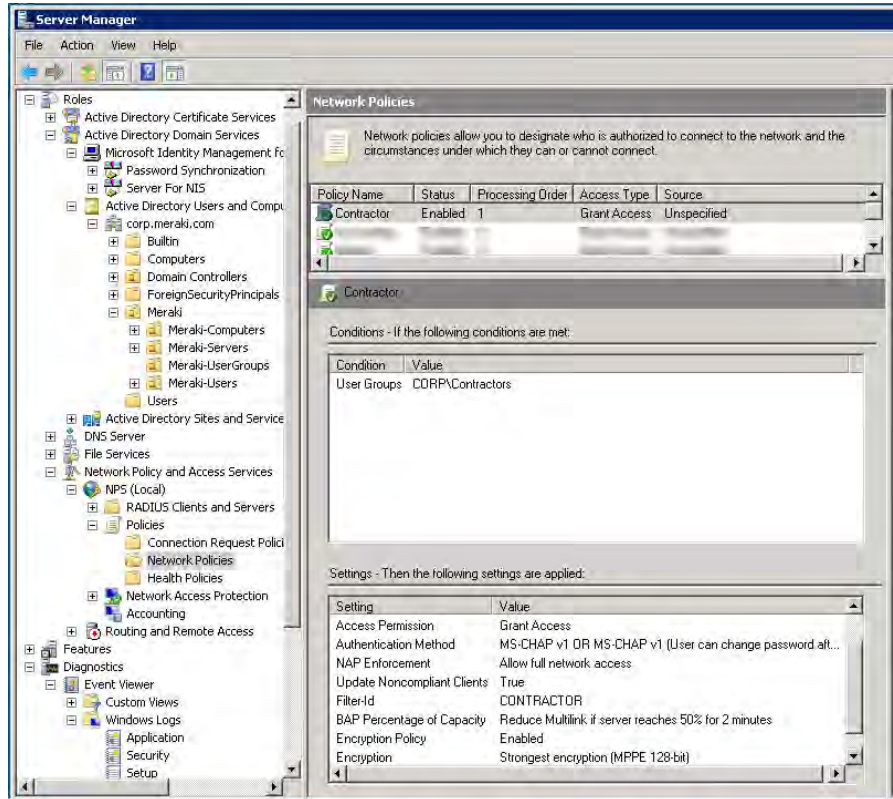 Server Manager
File Action View Help
Roles
Active Directory Certificate Services
Active Directory Domain Services
Microsoft Identity Management fc
Password Synchronization
Server For NIS
Active Directory Users and Compu
corp.meraki.com
Builtin
Computers
Domain Controllers
ForeignSecurityPrincipals
Meraki
Meraki-Computers
Meraki-Servers
Meraki-UserGroups
Meraki-Users
Users
Active Directory Sites and Service
DNS Server
File Services
Network Policy and Access Services
NPS (Local)
RADIUS Clients and Servers
Policies
Connection Request Polici
Network Policies
Health Policies
Network Access Protection
Accounting
Routing and Remote Access
Features
Diagnostics
Event Viewer
Custom Views
Windows Logs
Application
Security
Setup
Network Policies
Network policies allow you to designate who is authorized to connect to the network and the
circumstances under which they can or cannot connect.
Policy Name Status Processing Order Access Type Source
Contractor Enabled 1 Grant Access Unspecified
Contractor
Conditions - If the following conditions are met:
Condition Value
User Groups CORP\Contractors
Settings - Then the following settings are applied:
Setting Value
Access Permission Grant Access
Authentication Method MS-CHAP v1 OR MS-CHAP v1 (User can change password aft...
NAP Enforcement Allow full network access
Update Noncompliant Clients True
Filter-Id CONTRACTOR
BAP Percentage of Capacity Reduce Multilink if server reaches 50% for 2 minutes
Encryption Policy Enabled
Encryption Strongest encryption (MPPE 128-bit)